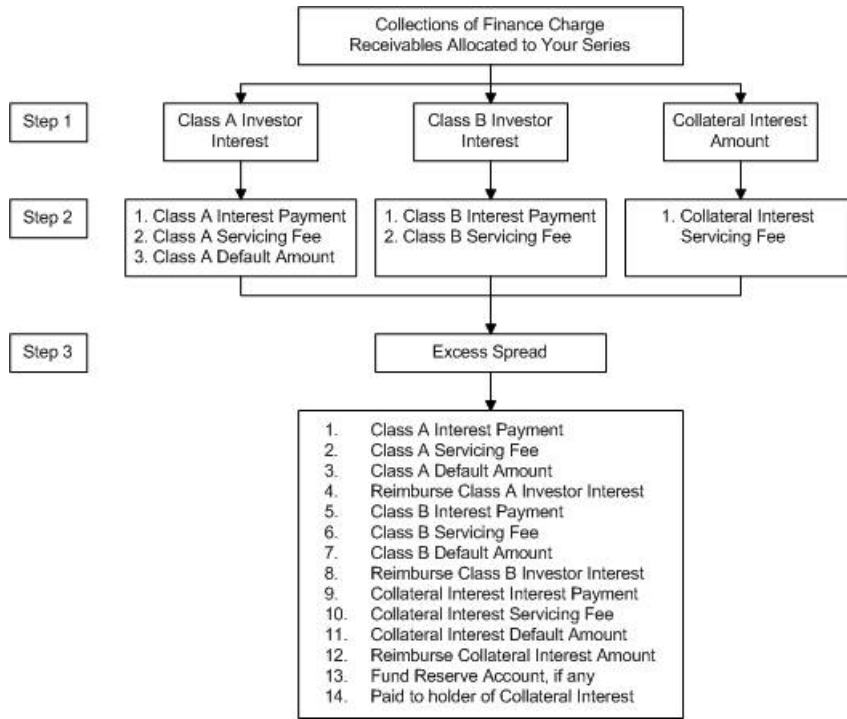 Collections of Finance Charge
Receivables Allocated to Your Series
Step 1
Class A Investor
Interest
Class B Investor
Interest
Collateral Interest
Amount
Step 2
1. Class A Interest Payment
2. Class A Servicing Fee
3. Class A Default Amount
1. Class B Interest Payment
2. Class B Servicing Fee
1. Collateral Interest
Servicing Fee
Step 3
Excess Spread
1. Class A Interest Payment
2. Class A Servicing Fee
3. Class A Default Amount
4. Reimburse Class A Investor Interest
5. Class B Interest Payment
6. Class B Servicing Fee
7. Class B Default Amount
8. Reimburse Class B Investor Interest
9. Collateral Interest Interest Payment
10. Collateral Interest Servicing Fee
11. Collateral Interest Default Amount
12. Reimburse Collateral Interest Amount
13. Fund Reserve Account, if any
14. Paid to holder of Collateral Interest